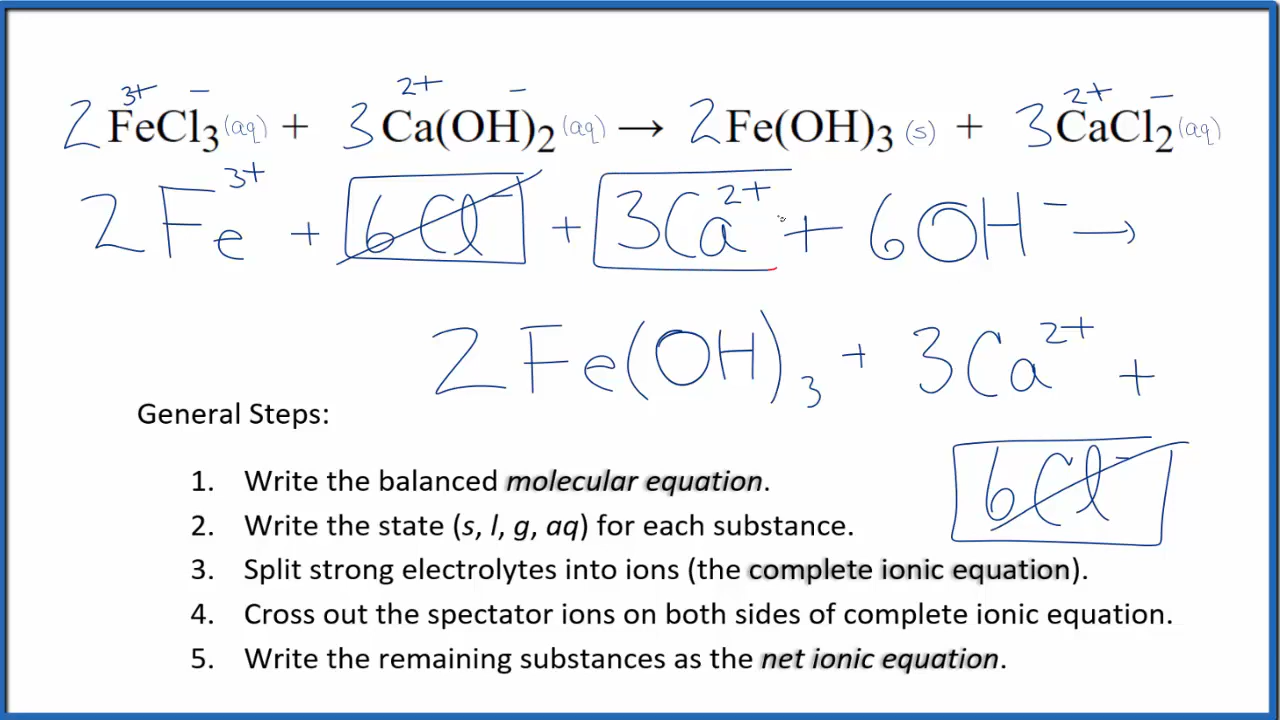 2FeCl₃(aq) + 3Ca(OH)₂(aq) → 2Fe(OH)₃(s) + 3CaCl₂(aq)
3+ − 2+ − 2+ −
2Fe³⁺ + 6Cl⁻ + 3Ca²⁺ + 6OH⁻ →
2Fe(OH)₃ + 3Ca²⁺ +
6Cl⁻
General Steps:
1. Write the balanced molecular equation.
2. Write the state (s, l, g, aq) for each substance.
3. Split strong electrolytes into ions (the complete ionic equation).
4. Cross out the spectator ions on both sides of complete ionic equation.
5. Write the remaining substances as the net ionic equation.